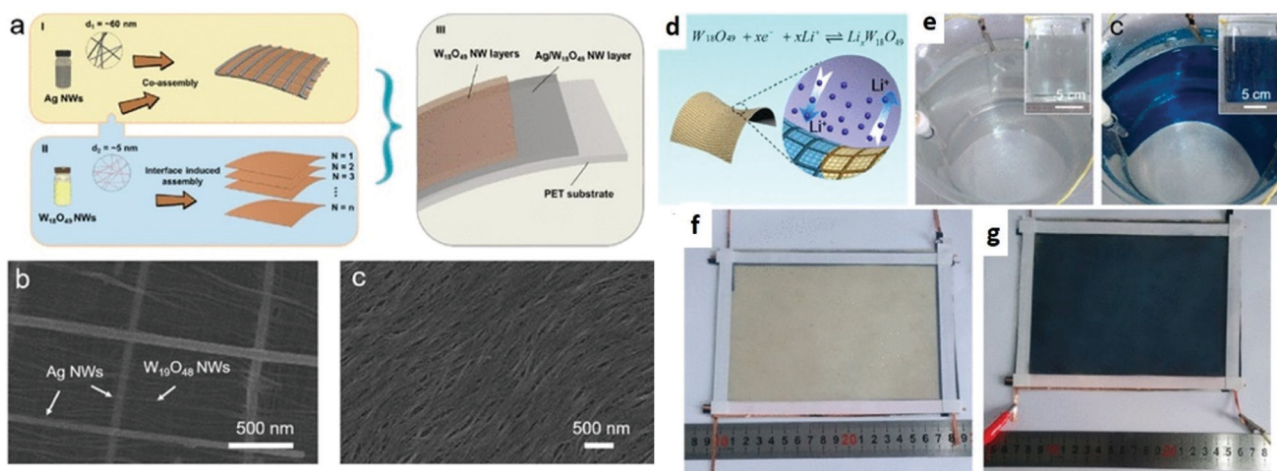 a
I
d₁ = ~60 nm
Ag NWs
Co-assembly
II
d₂ = ~5 nm
W₁₈O₄₉ NWs
Interface induced
assembly
N = 1
N = 2
N = 3
⋮
N = n
III
W₁₈O₄₉ NW layers
Ag/W₁₈O₄₉ NW layer
PET substrate
b
Ag NWs
W₁₉O₄₈ NWs
500 nm
c
500 nm
d
W₁₈O₄₉ + xe⁻ + xLi⁺ ⇌ LiₓW₁₈O₄₉
Li⁺
Li⁺
e
5 cm
c
5 cm
f
g